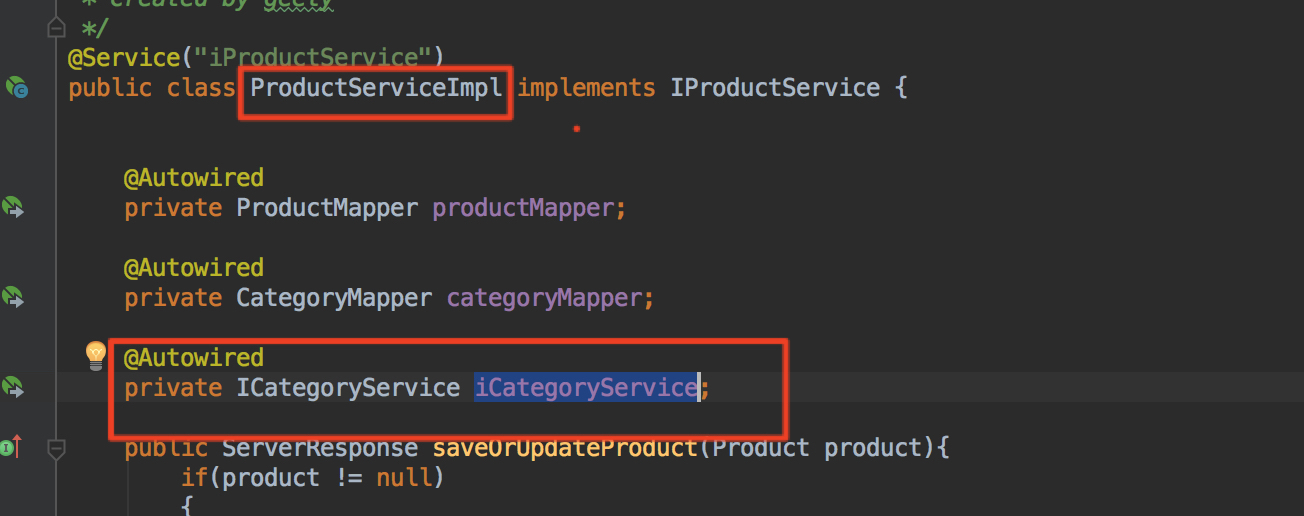 * Created by geely
*/
@Service("iProductService")
public class ProductServiceImpl implements IProductService {
@Autowired
private ProductMapper productMapper;
@Autowired
private CategoryMapper categoryMapper;
@Autowired
private ICategoryService iCategoryService;
public ServerResponse saveOrUpdateProduct(Product product){
if(product != null)
{